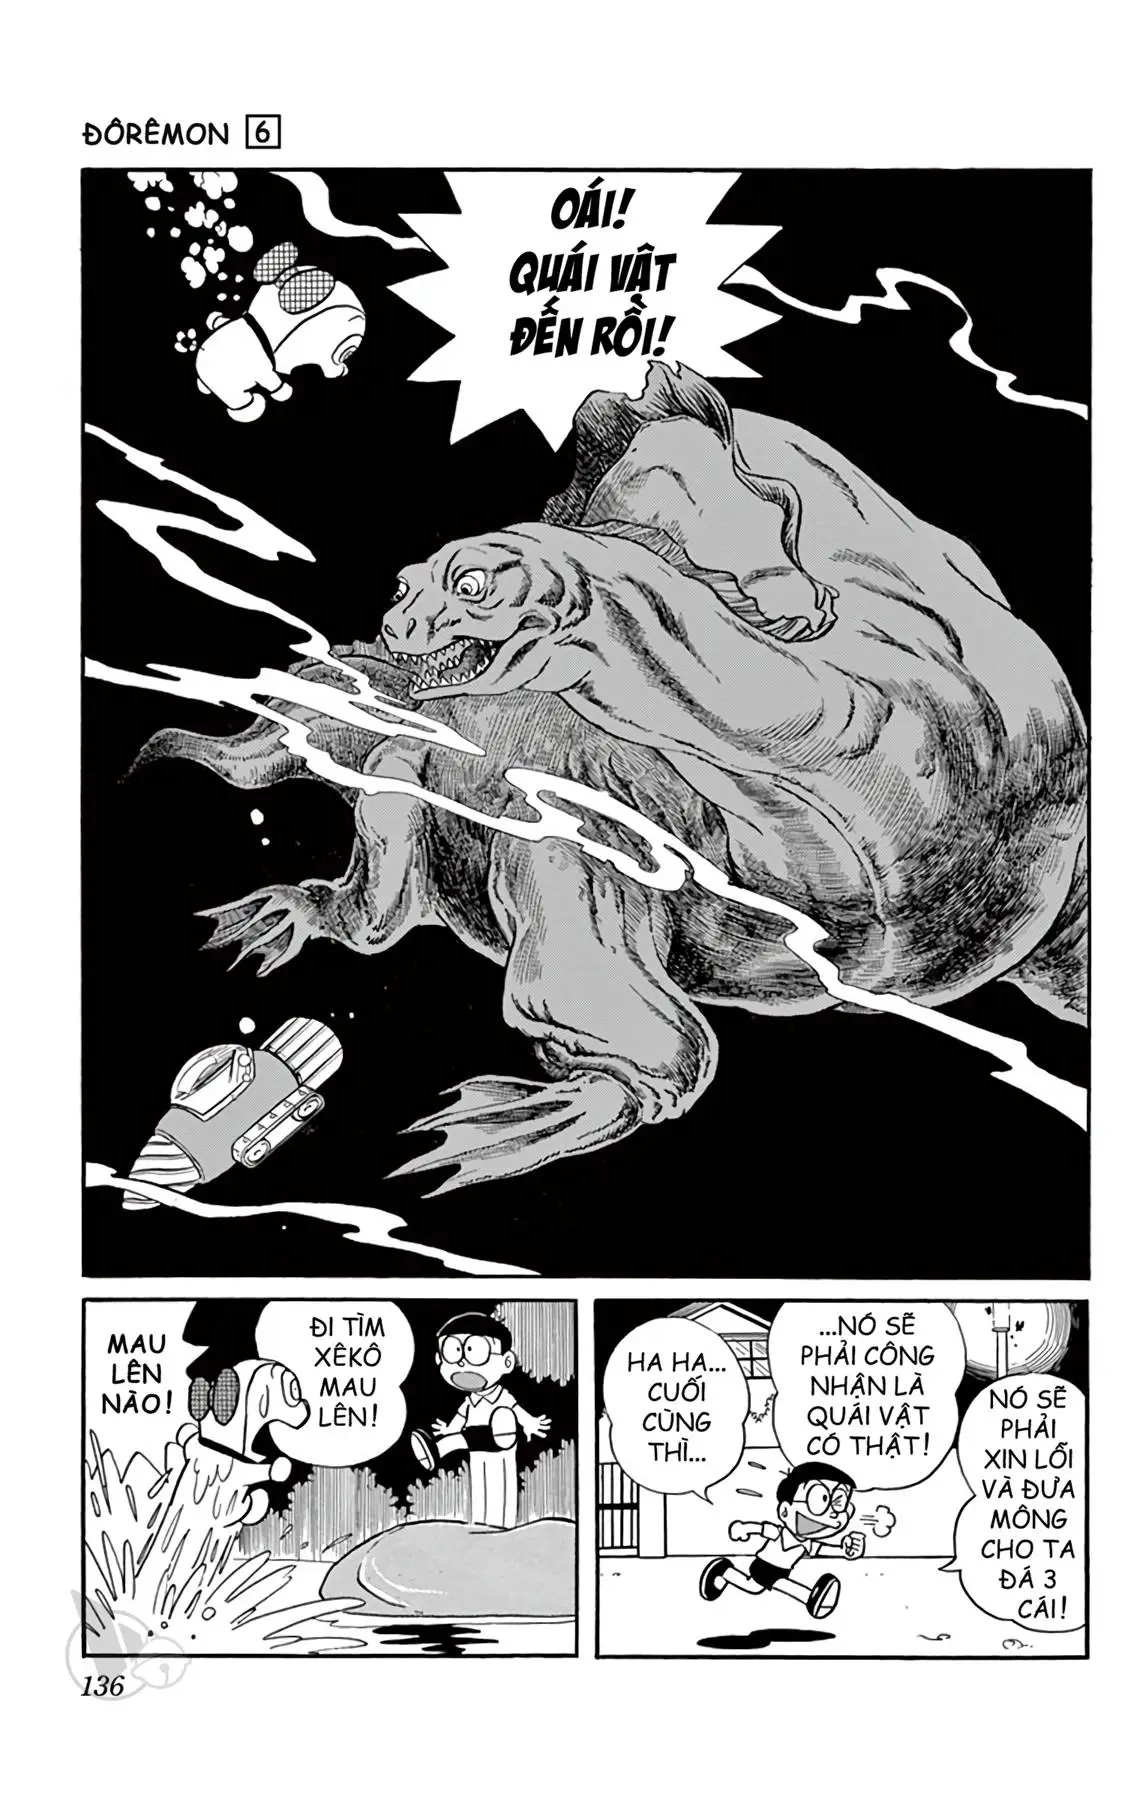 ĐÔRÊMON 6
OÁI!
QUÁI VẬT
ĐẾN RỒI!
MAU
LÊN
NÀO!
ĐI TÌM
XÊKÔ
MAU
LÊN!
HA HA...
CUỐI
CÙNG
THÌ...
...NÓ SẼ
PHẢI CÔNG
NHẬN LÀ
QUÁI VẬT
CÓ THẬT!
NÓ SẼ
PHẢI
XIN LỖI
VÀ ĐƯA
MÔNG
CHO TA
ĐÁ 3
CÁI!
136